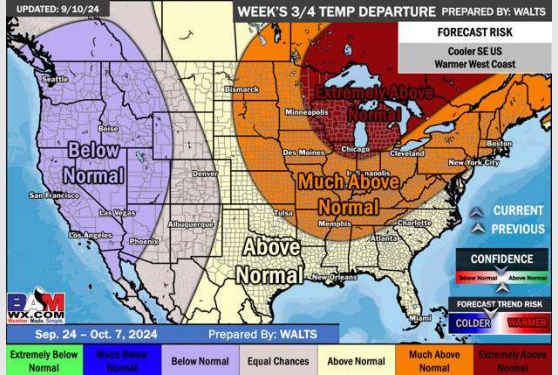 UPDATED: 9/10/24
WEEK'S 3/4 TEMP DEPARTURE PREPARED BY: WALTS
FORECAST RISK
Cooler SE US
Warmer West Coast
Seattle
Bismarck
Extremely Above
Normal
Minneapolis
Boise
Below
Normal
Des Moines
Chicago
Cleveland
Boston
New York City
Denver
Indianapolis
Much Above
Normal
San Francisco
Las Vegas
Tulsa
Memphis
Charlotte
CURRENT
PREVIOUS
Los Angeles
Albuquerque
Phoenix
Atlanta
Above
Normal
New Orleans
Miami
CONFIDENCE
Below Normal Above Normal
FORECAST TREND RISK
COLDER WARMER
BAM
WX.COM
Weather Made Simple
Sep. 24 – Oct. 7, 2024 Prepared By: WALTS
Extremely Below Normal
Much Below Normal
Below Normal
Equal Chances
Above Normal
Much Above Normal
Extremely Above Normal